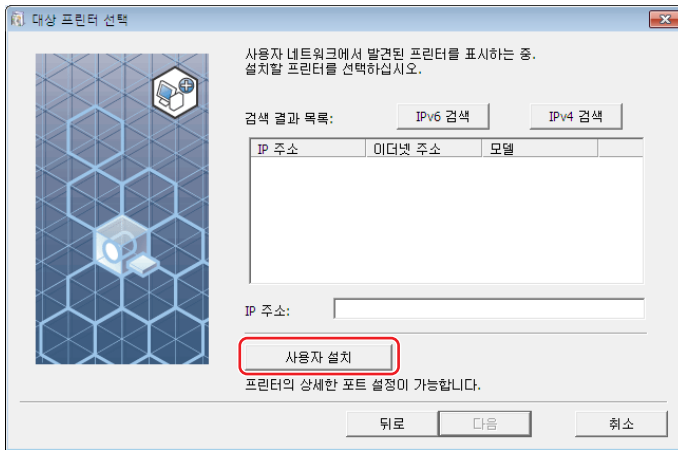 대상 프린터 선택
사용자 네트워크에서 발견된 프린터를 표시하는 중.
설치할 프린터를 선택하십시오.
검색 결과 목록: IPv6 검색 IPv4 검색
IP 주소 이더넷 주소 모델
IP 주소:
사용자 설치
프린터의 상세한 포트 설정이 가능합니다.
뒤로 다음 취소